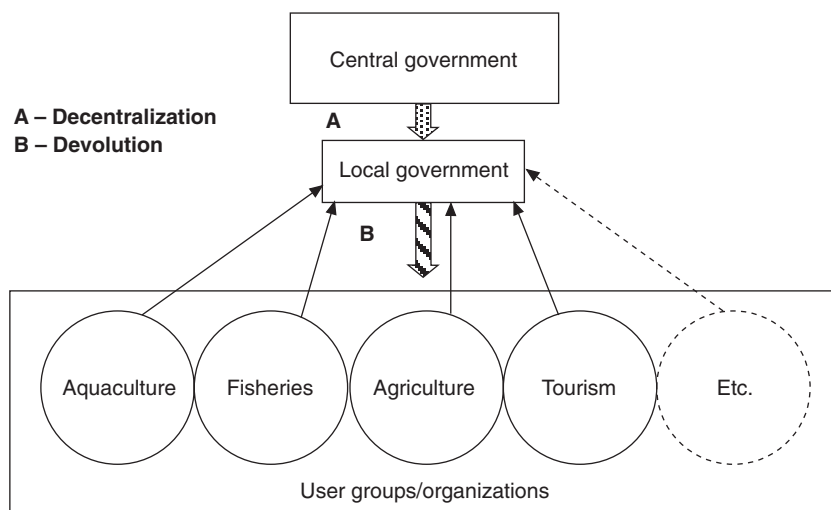 Central government
A – Decentralization
B – Devolution
A
Local government
B
Aquaculture
Fisheries
Agriculture
Tourism
Etc.
User groups/organizations